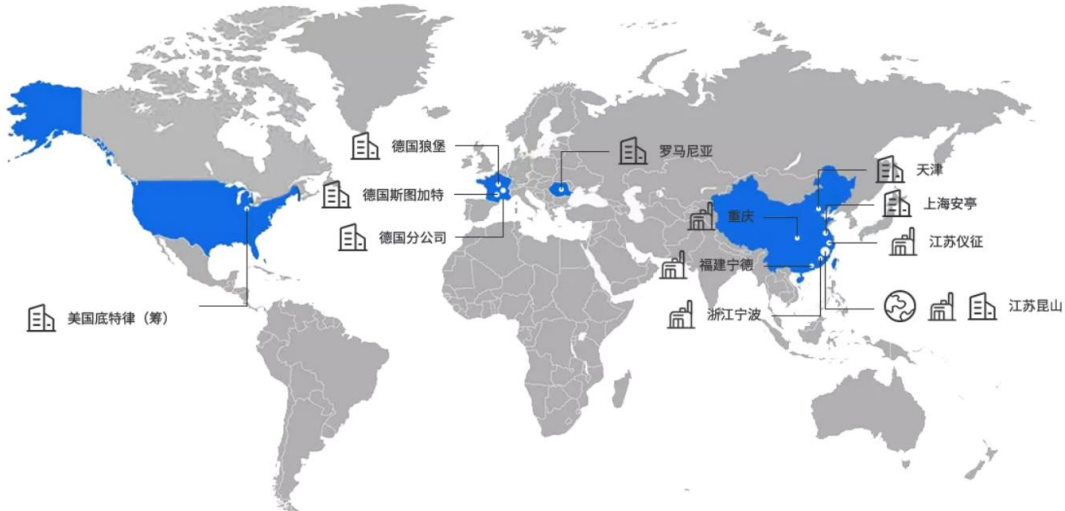 德国狼堡
罗马尼亚
天津
德国斯图加特
上海安亭
重庆
德国分公司
江苏仪征
福建宁德
美国底特律（筹）
浙江宁波
江苏昆山